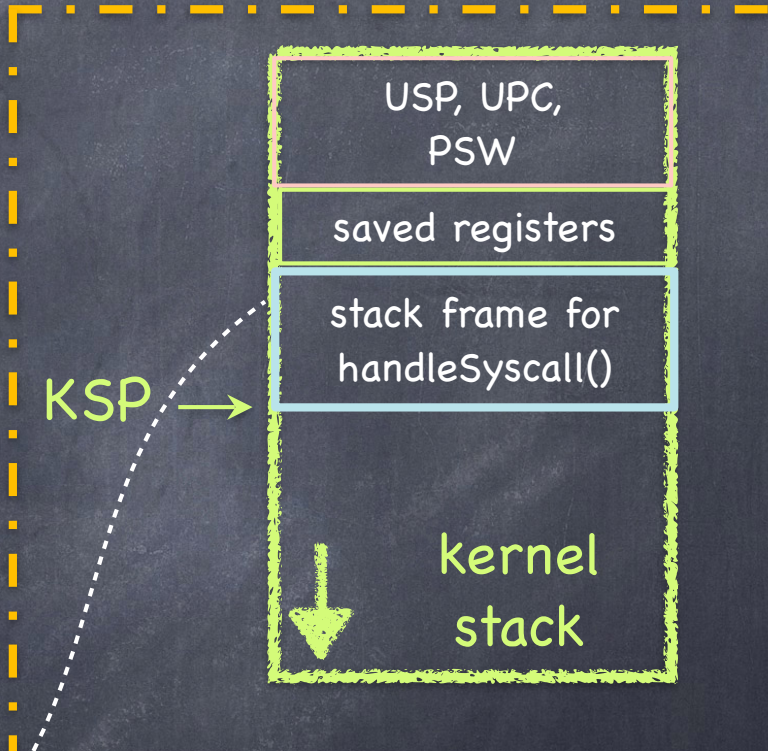 USP, UPC,
PSW
saved registers
stack frame for
handleSyscall()
KSP
kernel
stack